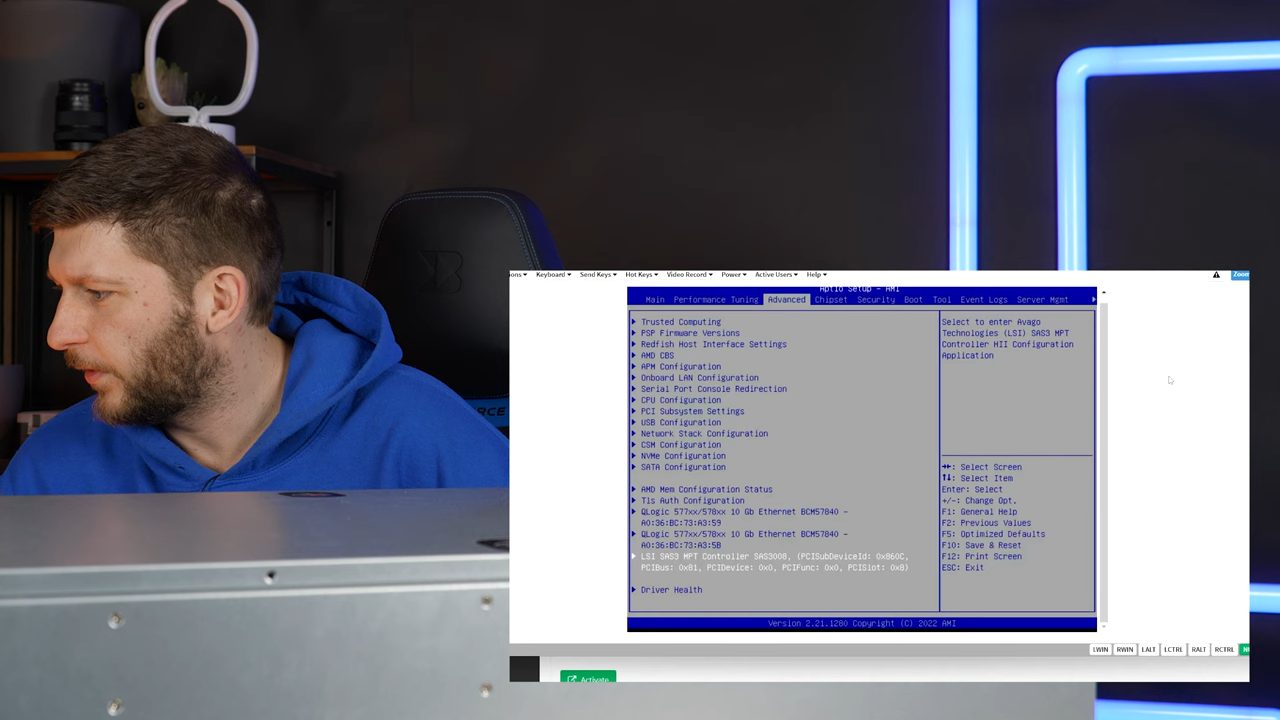 Keyboard Send Keys Hot Keys Video Record Power Active Users Help
Zoom
Aptio Setup - AMI
Main Performance Tuning Advanced Chipset Security Boot Tool Event Logs Server Mgmt
Trusted Computing
PSP Firmware Versions
Redfish Host Interface Settings
AMD CBS
APM Configuration
Onboard LAN Configuration
Serial Port Console Redirection
CPU Configuration
PCI Subsystem Settings
USB Configuration
Network Stack Configuration
CSM Configuration
NVMe Configuration
SATA Configuration
AMD Mem Configuration Status
Tls Auth Configuration
QLogic 577xx/578xx 10 Gb Ethernet BCM57840 -
A0:36:BC:73:A3:59
QLogic 577xx/578xx 10 Gb Ethernet BCM57840 -
A0:36:BC:73:A3:5B
LSI SAS3 MPT Controller SAS3008, (PCISubDeviceId: 0x860C,
PCIBus: 0x81, PCIDevice: 0x0, PCIFunc: 0x0, PCISlot: 0x8)
Driver Health
Select to enter Avago
Technologies (LSI) SAS3 MPT
Controller HII Configuration
Application
: Select Screen
: Select Item
Enter: Select
+/-: Change Opt.
F1: General Help
F2: Previous Values
F5: Optimized Defaults
F10: Save & Reset
F12: Print Screen
ESC: Exit
Version 2.21.1280 Copyright (C) 2022 AMI
LWIN RWIN LALT LCTRL RALT RCTRL
Activate